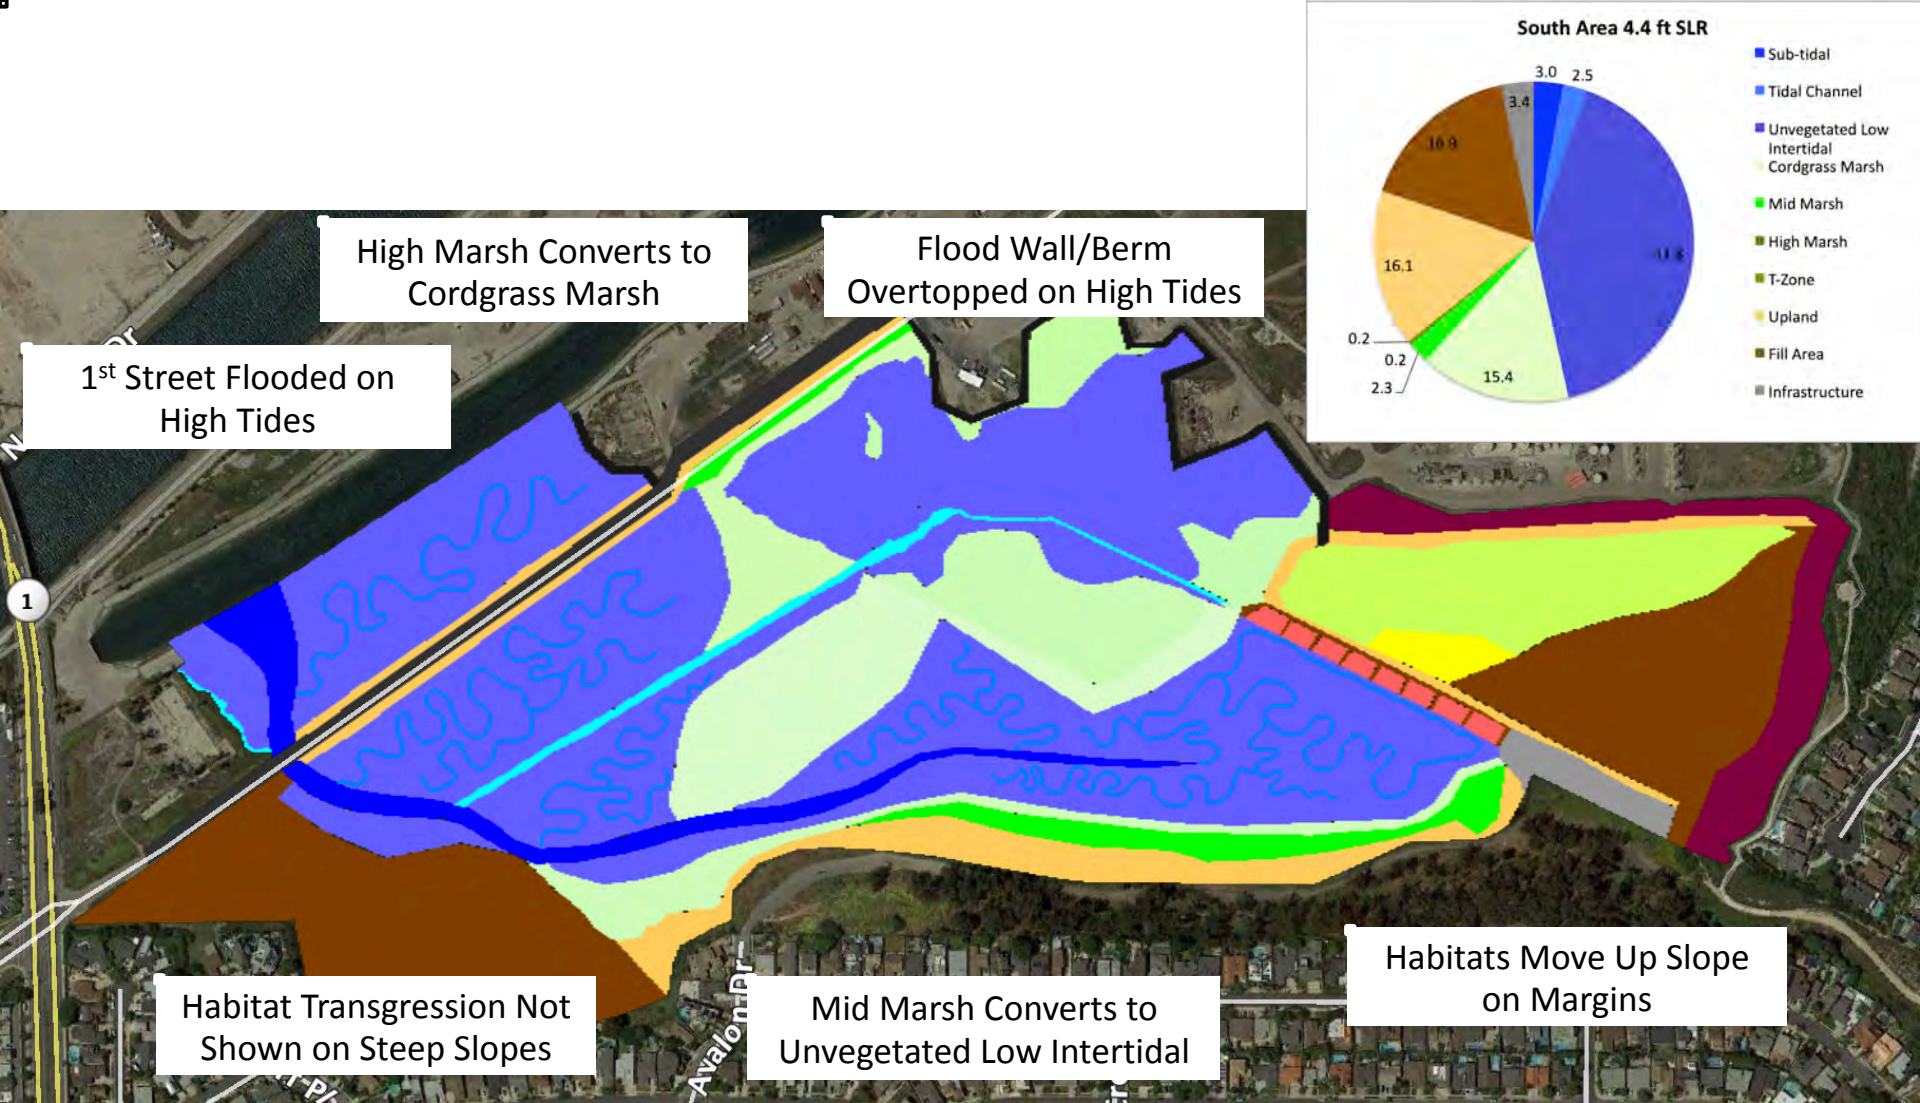 South Area 4.4 ft SLR
3.0
2.5
3.4
16.1
0.2
0.2
2.3
15.4
Sub-tidal
Tidal Channel
Unvegetated Low
Intertidal
Cordgrass Marsh
Mid Marsh
High Marsh
T-Zone
Upland
Fill Area
Infrastructure
High Marsh Converts to
Cordgrass Marsh
Flood Wall/Berm
Overtopped on High Tides
1st Street Flooded on
High Tides
N
Dr
1
Habitat Transgression Not
Shown on Steep Slopes
Avalon Dr
Mid Marsh Converts to
Unvegetated Low Intertidal
Habitats Move Up Slope
on Margins